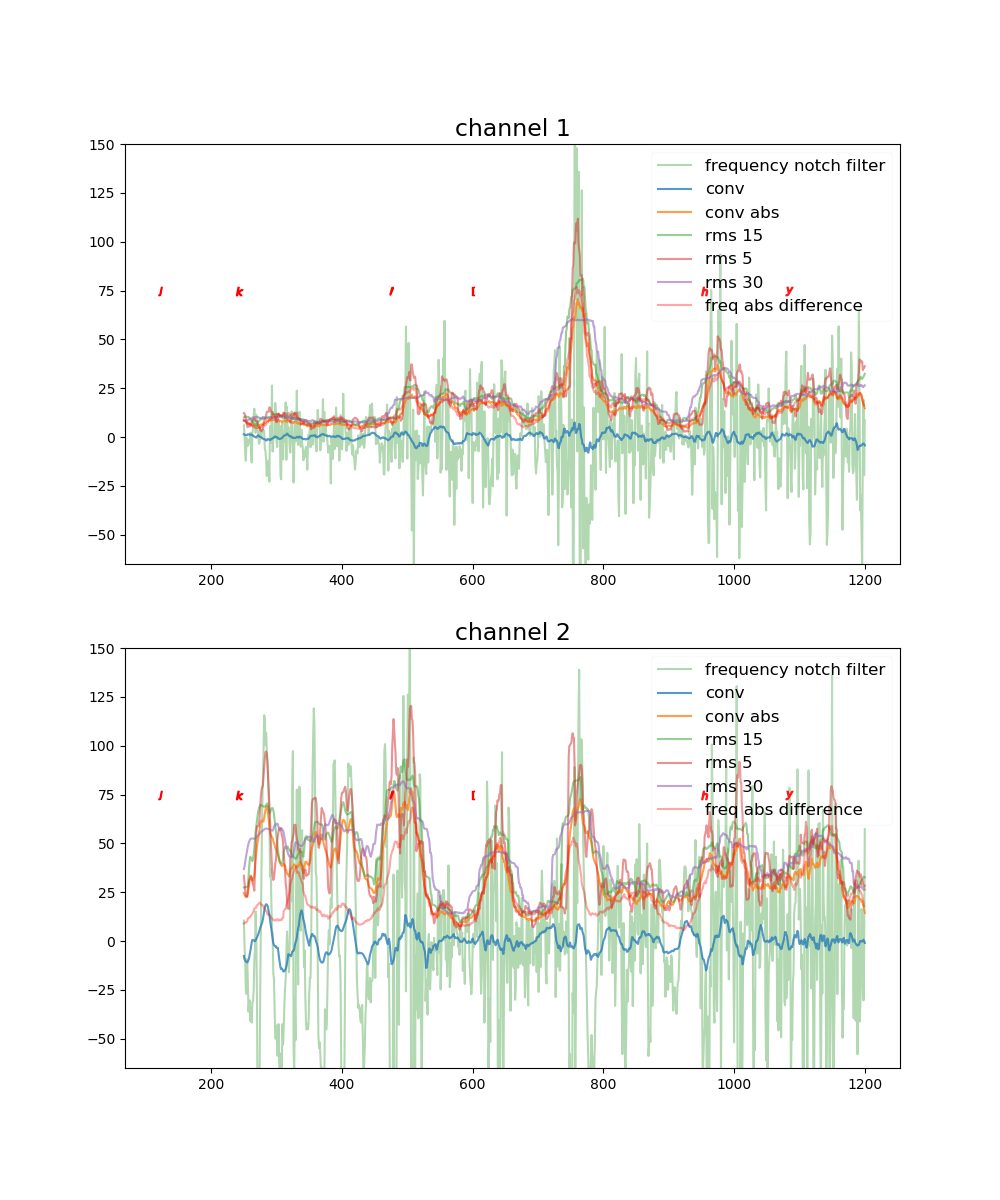 channel 1
150
125
100
75
50
25
0
−25
−50
frequency notch filter
conv
conv abs
rms 15
rms 5
rms 30
freq abs difference
k
h
y
200 400 600 800 1000 1200
channel 2
150
125
100
75
50
25
0
−25
−50
frequency notch filter
conv
conv abs
rms 15
rms 5
rms 30
freq abs difference
k
h
y
200 400 600 800 1000 1200